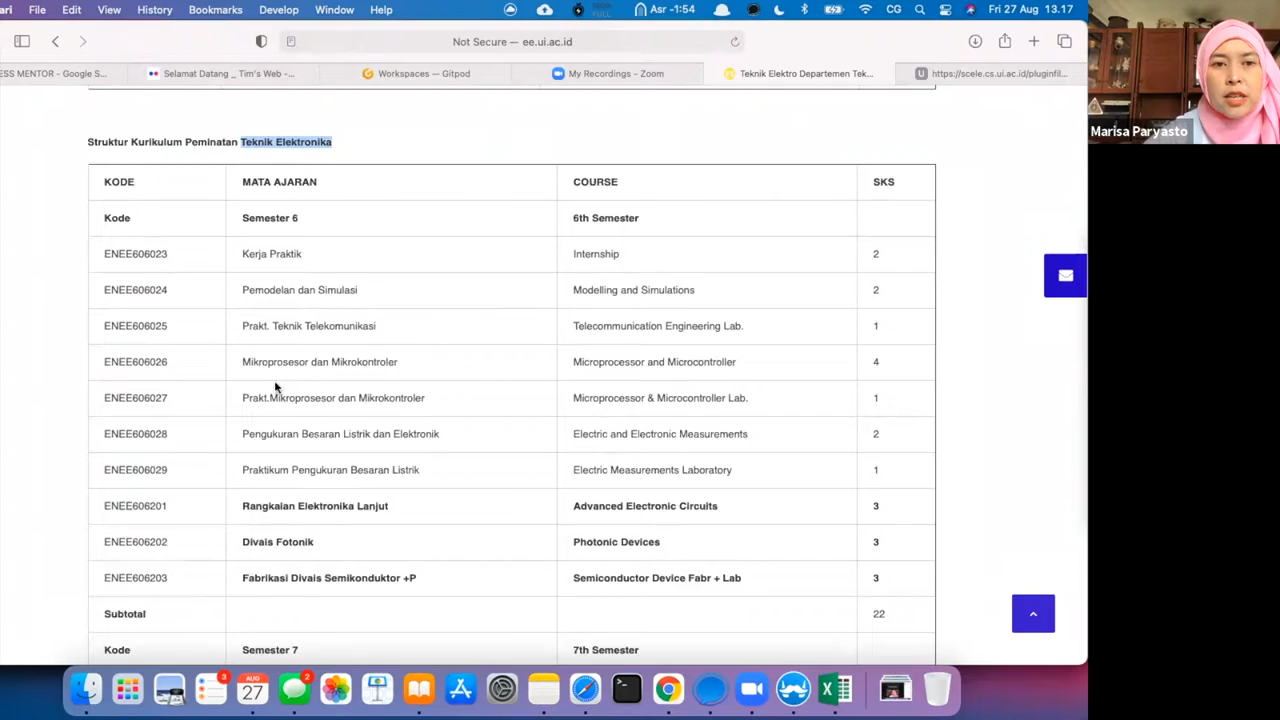 ari File Edit View History Bookmarks Develop Window Help Asr -1:54 CG Fri 27 Aug 13.17
Not Secure — ee.ui.ac.id
ESS MENTOR - Google S... Selamat Datang _ Tim's Web -... Workspaces — Gitpod My Recordings - Zoom Teknik Elektro Departemen Tek... U https://scele.cs.ui.ac.id/pluginfil...
Marisa Paryasto
Struktur Kurikulum Peminatan Teknik Elektronika
KODE MATA AJARAN COURSE SKS
Kode Semester 6 6th Semester
ENEE606023 Kerja Praktik Internship 2
ENEE606024 Pemodelan dan Simulasi Modelling and Simulations 2
ENEE606025 Prakt. Teknik Telekomunikasi Telecommunication Engineering Lab. 1
ENEE606026 Mikroprosesor dan Mikrokontroler Microprocessor and Microcontroller 4
ENEE606027 Prakt.Mikroprosesor dan Mikrokontroler Microprocessor & Microcontroller Lab. 1
ENEE606028 Pengukuran Besaran Listrik dan Elektronik Electric and Electronic Measurements 2
ENEE606029 Praktikum Pengukuran Besaran Listrik Electric Measurements Laboratory 1
ENEE606201 Rangkaian Elektronika Lanjut Advanced Electronic Circuits 3
ENEE606202 Divais Fotonik Photonic Devices 3
ENEE606203 Fabrikasi Divais Semikonduktor +P Semiconductor Device Fabr + Lab 3
Subtotal 22
Kode Semester 7 7th Semester
3 AUG 27 2